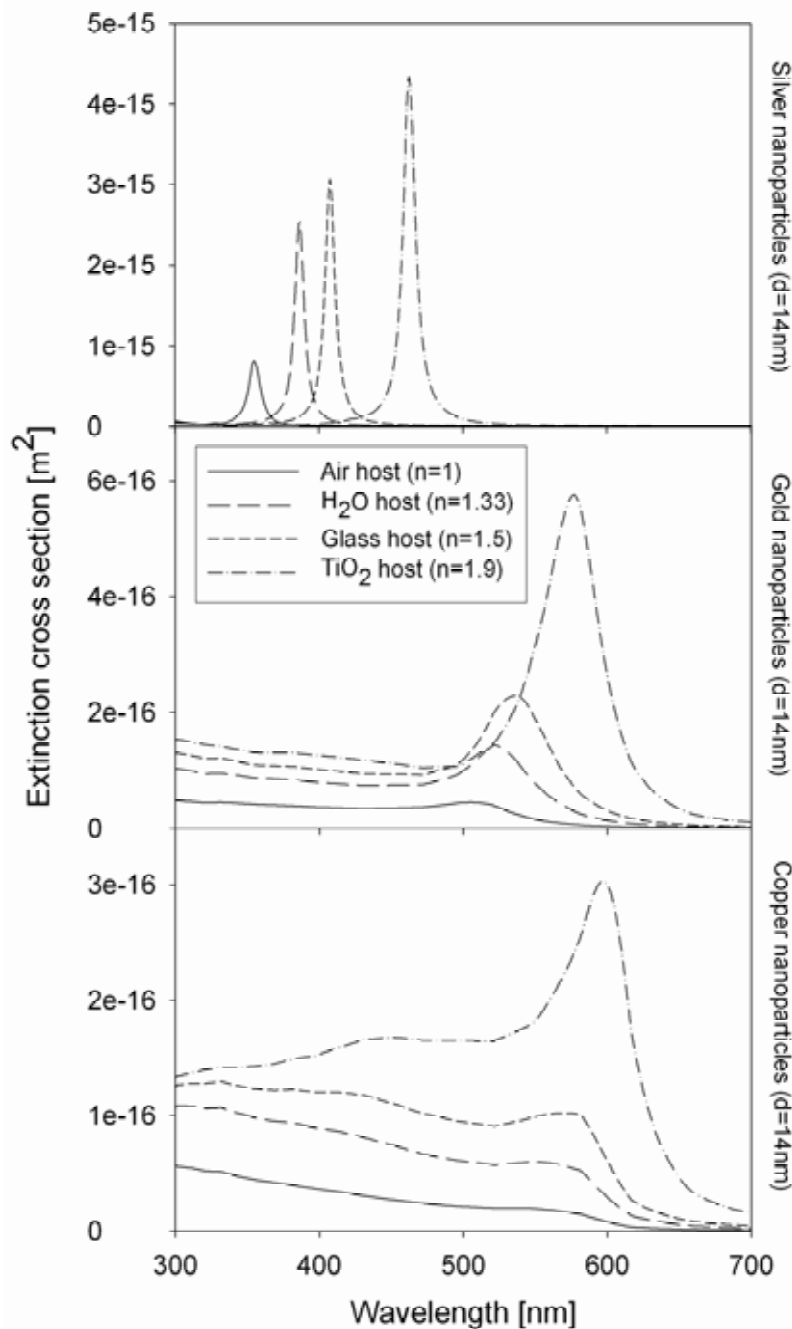 Extinction cross section [m²]
5e-15
4e-15
3e-15
2e-15
1e-15
0
Silver nanoparticles (d=14nm)
Air host (n=1)
H₂O host (n=1.33)
Glass host (n=1.5)
TiO₂ host (n=1.9)
6e-16
4e-16
2e-16
0
Gold nanoparticles (d=14nm)
3e-16
2e-16
1e-16
0
Copper nanoparticles (d=14nm)
300 400 500 600 700
Wavelength [nm]